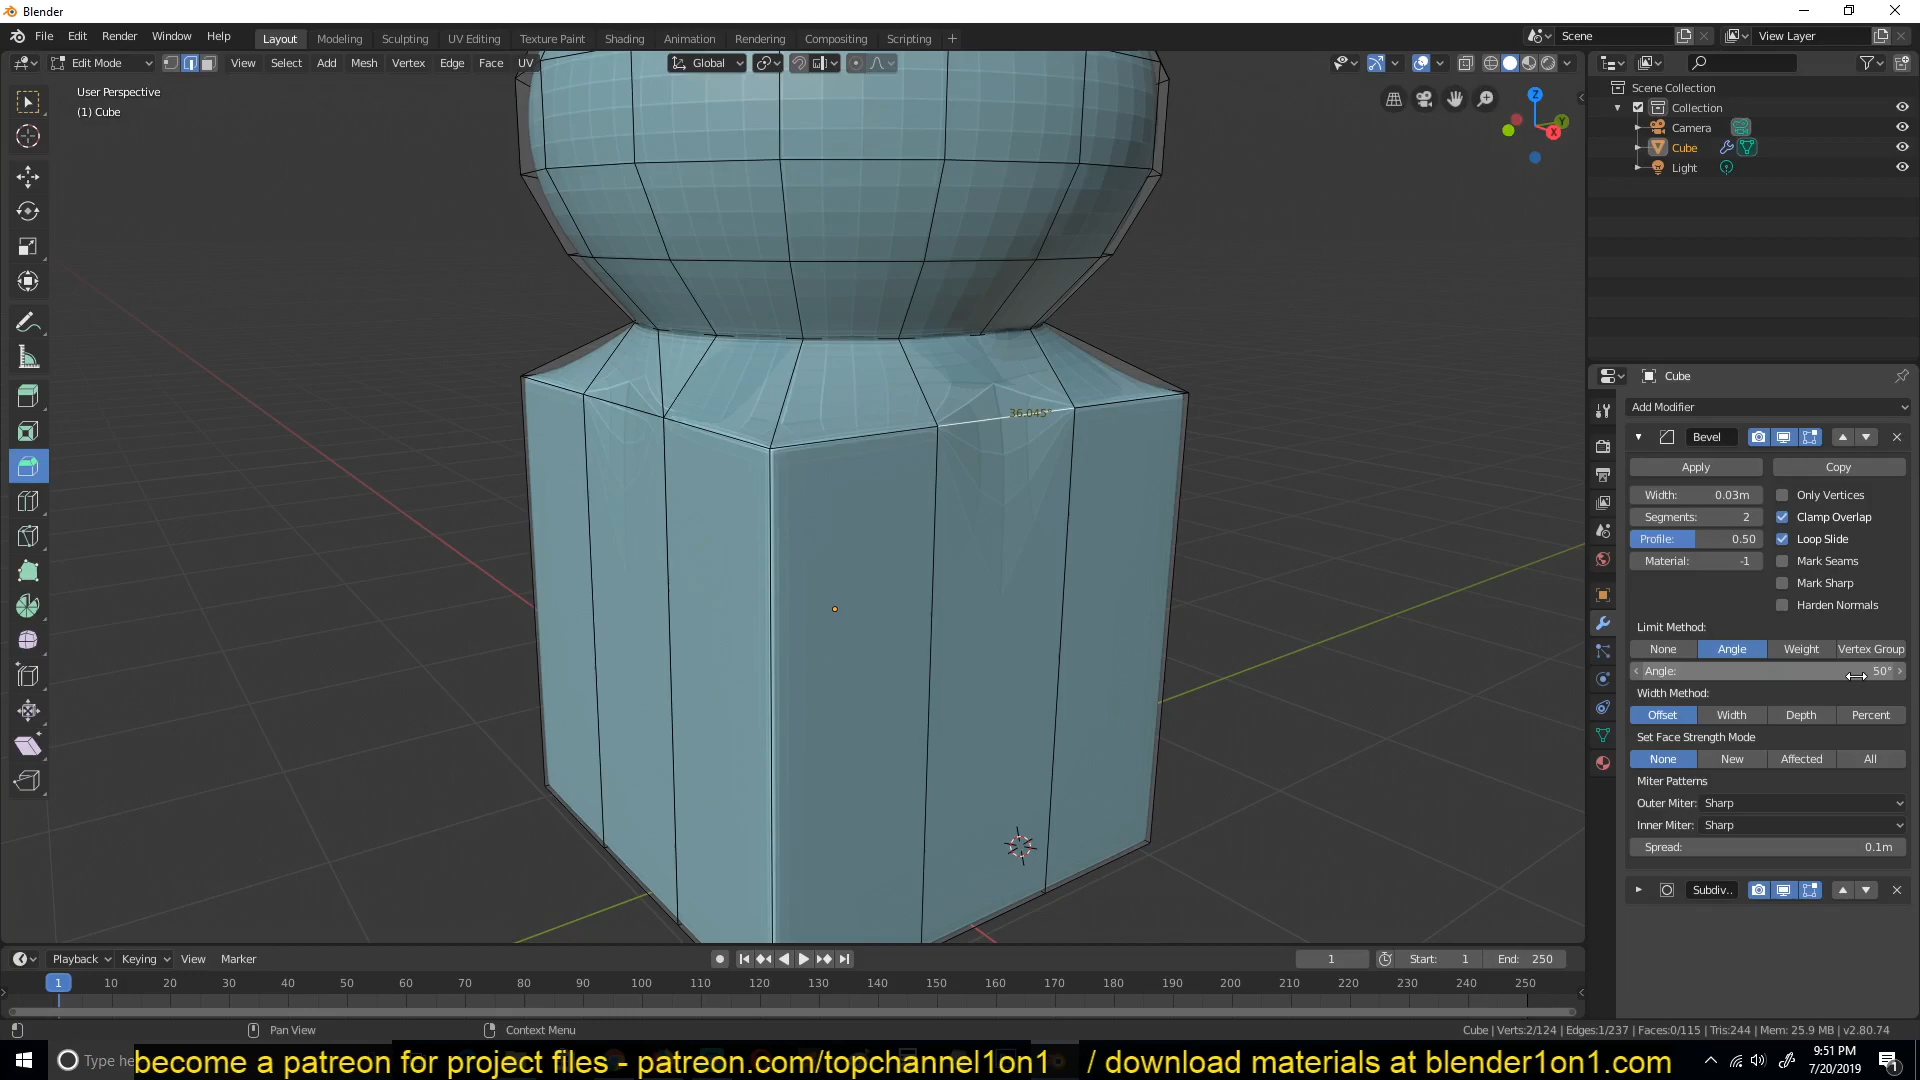 Blender
File Edit Render Window Help
Layout Modeling Sculpting UV Editing Texture Paint Shading Animation Rendering Compositing Scripting +
Scene View Layer
Edit Mode View Select Add Mesh Vertex Edge Face UV Global
User Perspective
(1) Cube
Z
Y
X
36.045°
Scene Collection
Collection
Camera
Cube
Light
Cube
Add Modifier
Bevel
Apply Copy
Width: 0.03m Only Vertices
Segments: 2 Clamp Overlap
Profile: 0.50 Loop Slide
Material: -1 Mark Seams
Mark Sharp
Harden Normals
Limit Method:
None Angle Weight Vertex Group
Angle: 50°
Width Method:
Offset Width Depth Percent
Set Face Strength Mode
None New Affected All
Miter Patterns
Outer Miter: Sharp
Inner Miter: Sharp
Spread: 0.1m
Subdiv..
Playback Keying View Marker 1 Start: 1 End: 250
1 10 20 30 40 50 60 70 80 90 100 110 120 130 140 150 160 170 180 190 200 210 220 230 240 250
Pan View Context Menu Cube | Verts:2/124 | Edges:1/237 | Faces:0/115 | Tris:244 | Mem: 25.9 MB | v2.80.74
Type he
become a patreon for project files - patreon.com/topchannel1on1 / download materials at blender1on1.com
9:51 PM
7/20/2019
1